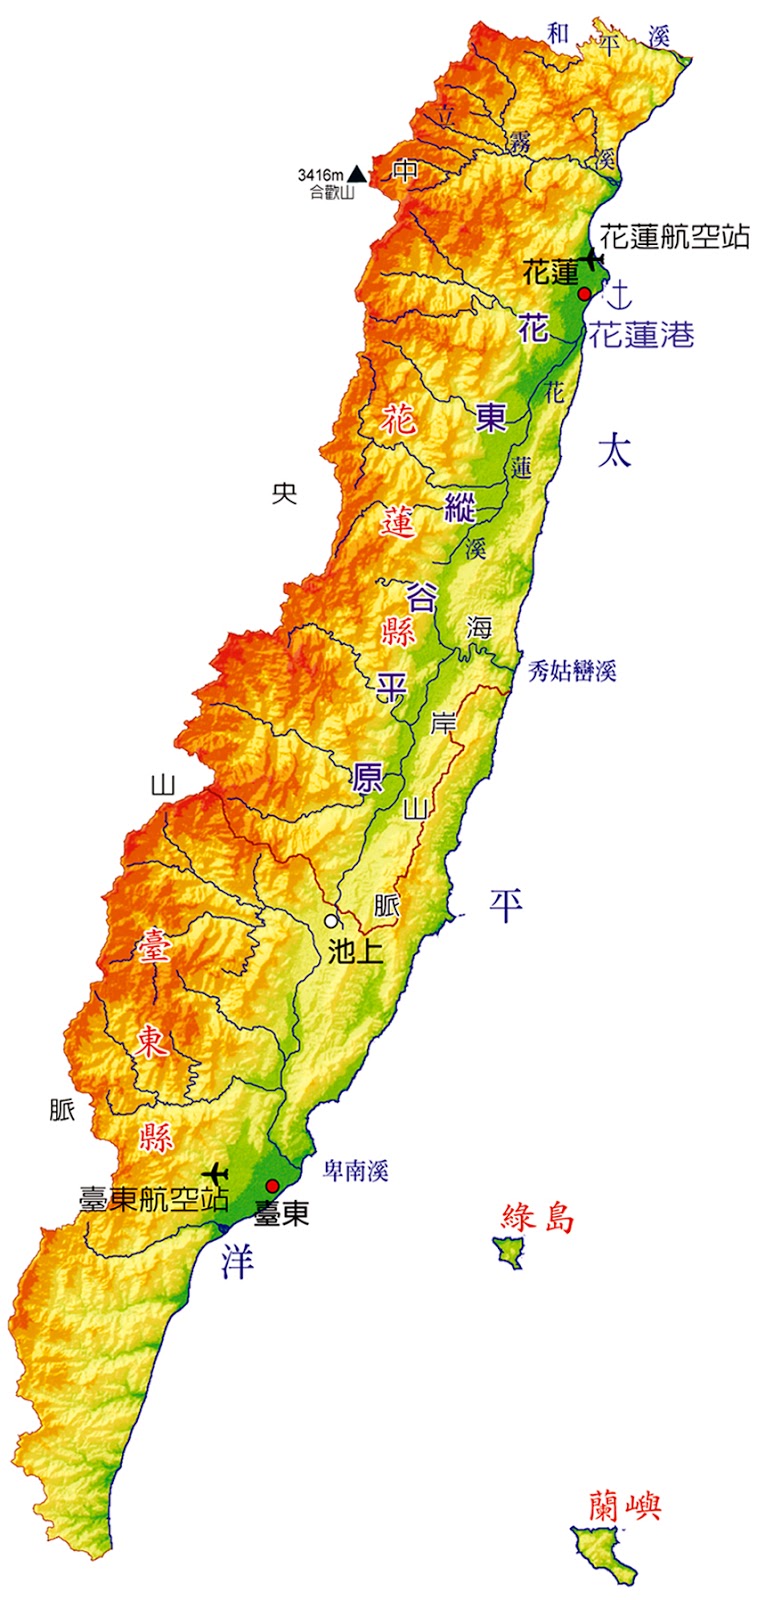 和平溪
立霧溪
3416m
合歡山
中央山脈
花蓮航空站
花蓮
花蓮港
花東縱谷平原
花蓮縣
花蓮溪
太平洋
海岸山脈
秀姑巒溪
池上
臺東縣
卑南溪
臺東航空站
臺東
綠島
蘭嶼